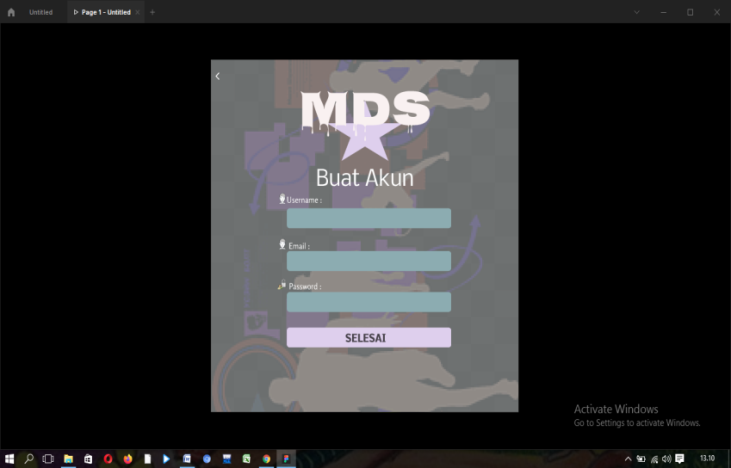 Untitled
Page 1 - Untitled
MDS
Buat Akun
Username :
Email :
Password :
SELESAI
Activate Windows
Go to Settings to activate Windows.
13.10